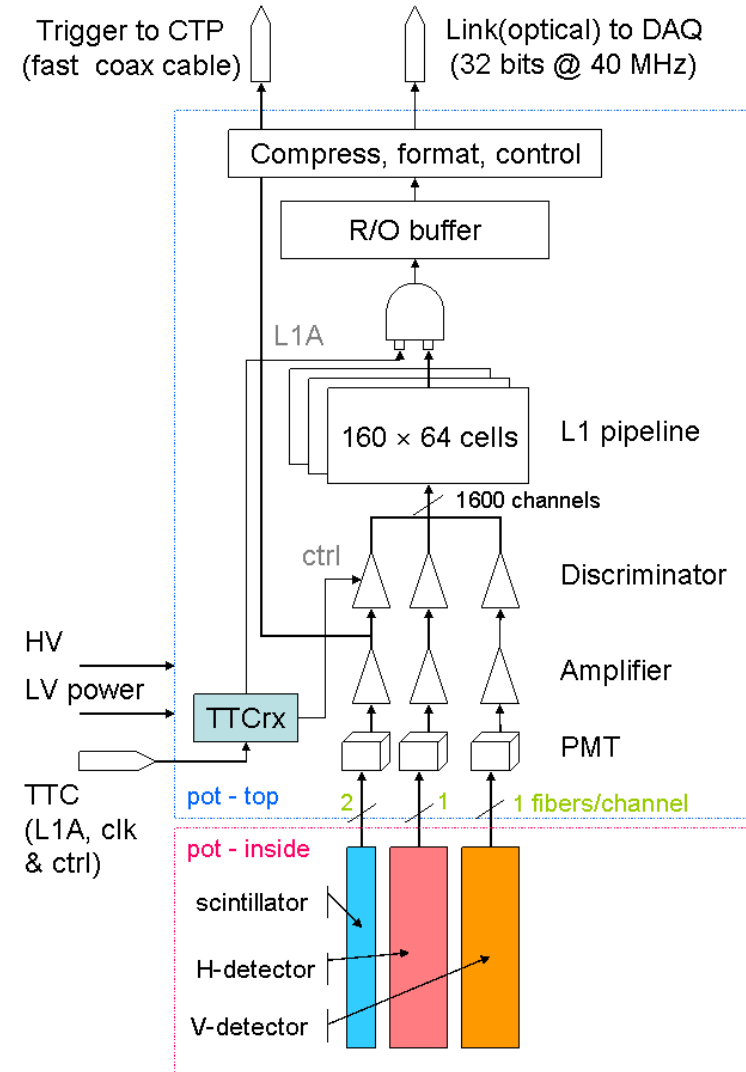 Trigger to CTP
(fast coax cable)
Link(optical) to DAQ
(32 bits @ 40 MHz)
Compress, format, control
R/O buffer
L1A
160 × 64 cells
L1 pipeline
1600 channels
ctrl
Discriminator
HV
Amplifier
LV power
TTCrx
PMT
TTC
(L1A, clk
& ctrl)
pot - top
2
1
1 fibers/channel
pot - inside
scintillator
H-detector
V-detector